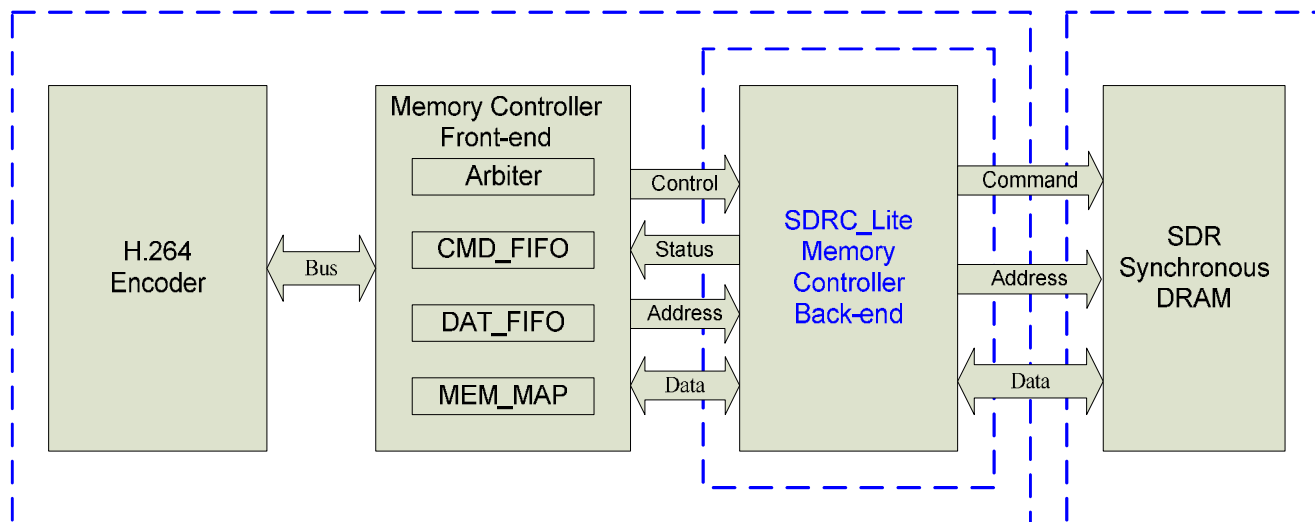 H.264
Encoder
Bus
Memory Controller
Front-end
Arbiter
CMD_FIFO
DAT_FIFO
MEM_MAP
Control
Status
Address
Data
SDRC_Lite
Memory
Controller
Back-end
Command
Address
Data
SDR
Synchronous
DRAM